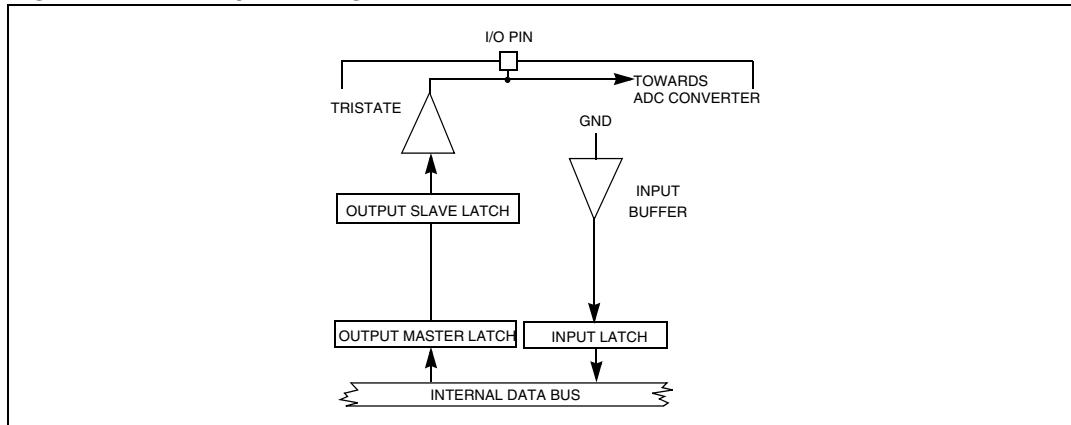 I/O PIN
TOWARDS
ADC CONVERTER
TRISTATE
GND
INPUT
BUFFER
OUTPUT SLAVE LATCH
OUTPUT MASTER LATCH
INPUT LATCH
INTERNAL DATA BUS